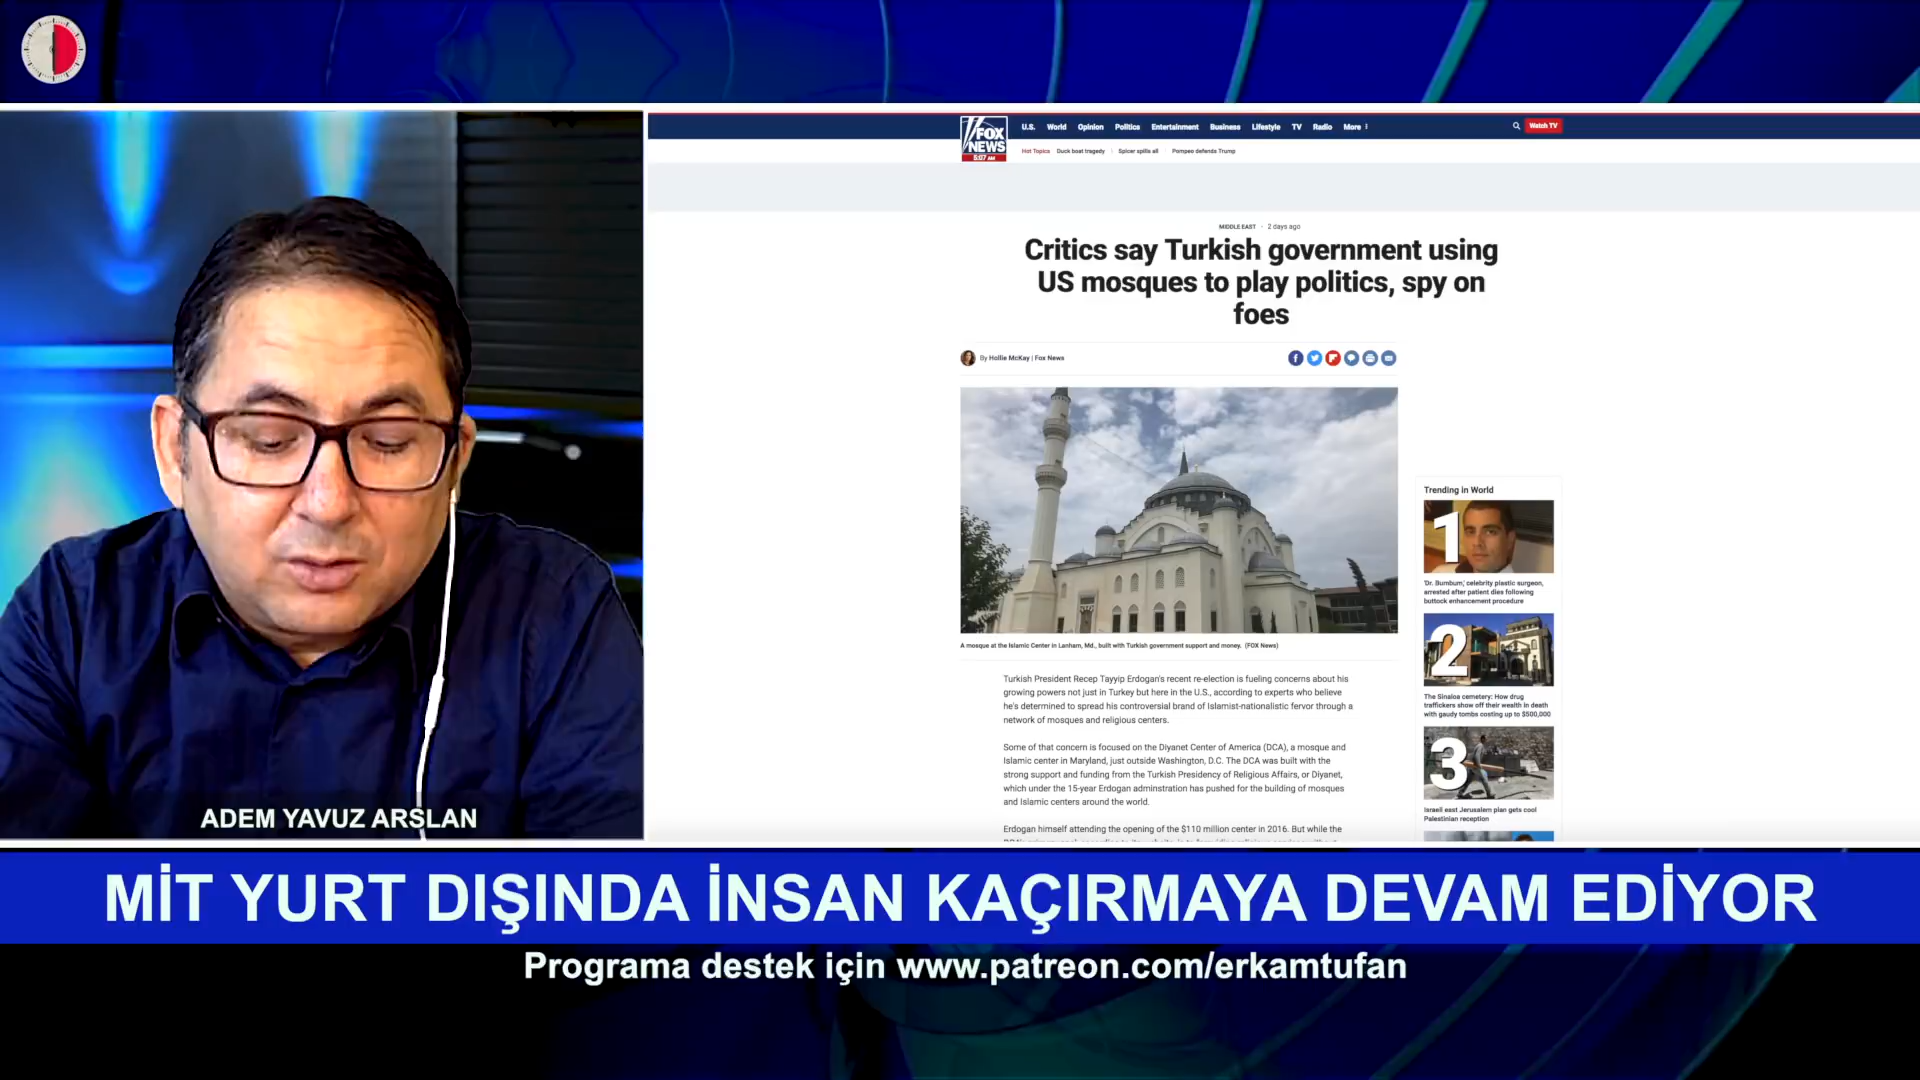 FOX
NEWS
5:07 AM
U.S. World Opinion Politics Entertainment Business Lifestyle TV Radio More
Watch TV
Hot Topics Duck boat tragedy Spicer spills all Pompeo defends Trump
MIDDLE EAST · 2 days ago
Critics say Turkish government using
US mosques to play politics, spy on
foes
By Hollie McKay | Fox News
A mosque at the Islamic Center in Lanham, Md., built with Turkish government support and money. (FOX News)
Turkish President Recep Tayyip Erdogan's recent re-election is fueling concerns about his
growing powers not just in Turkey but here in the U.S., according to experts who believe
he's determined to spread his controversial brand of Islamist-nationalistic fervor through a
network of mosques and religious centers.
Some of that concern is focused on the Diyanet Center of America (DCA), a mosque and
Islamic center in Maryland, just outside Washington, D.C. The DCA was built with the
strong support and funding from the Turkish Presidency of Religious Affairs, or Diyanet,
which under the 15-year Erdogan adminstration has pushed for the building of mosques
and Islamic centers around the world.
Erdogan himself attending the opening of the $110 million center in 2016. But while the
Trending in World
1
'Dr. Bumbum,' celebrity plastic surgeon,
arrested after patient dies following
buttock enhancement procedure
2
The Sinaloa cemetery: How drug
traffickers show off their wealth in death
with gaudy tombs costing up to $500,000
3
Israeli east Jerusalem plan gets cool
Palestinian reception
ADEM YAVUZ ARSLAN
MİT YURT DIŞINDA İNSAN KAÇIRMAYA DEVAM EDİYOR
Programa destek için www.patreon.com/erkamtufan